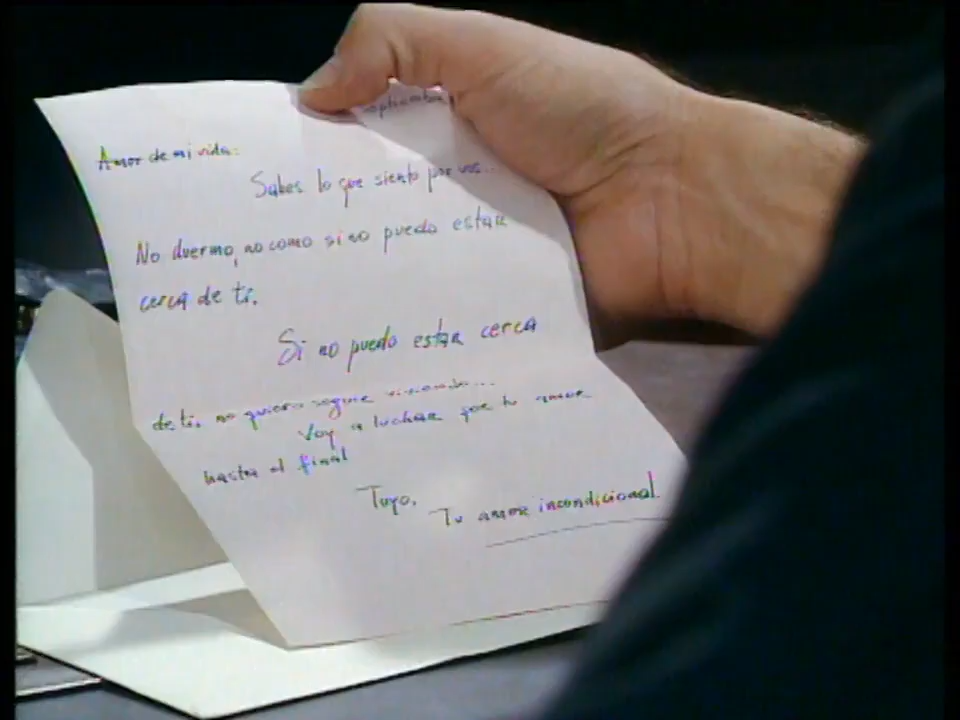 septiembre
Amor de mi vida:
Sabes lo que siento por vos...
No duermo, no como si no puedo estar
cerca de ti.
Si no puedo estar cerca
de ti, no quiero seguir viviendo...
Voy a luchar que tu amor
hasta el final
Tuyo.
Tu amor incondicional.